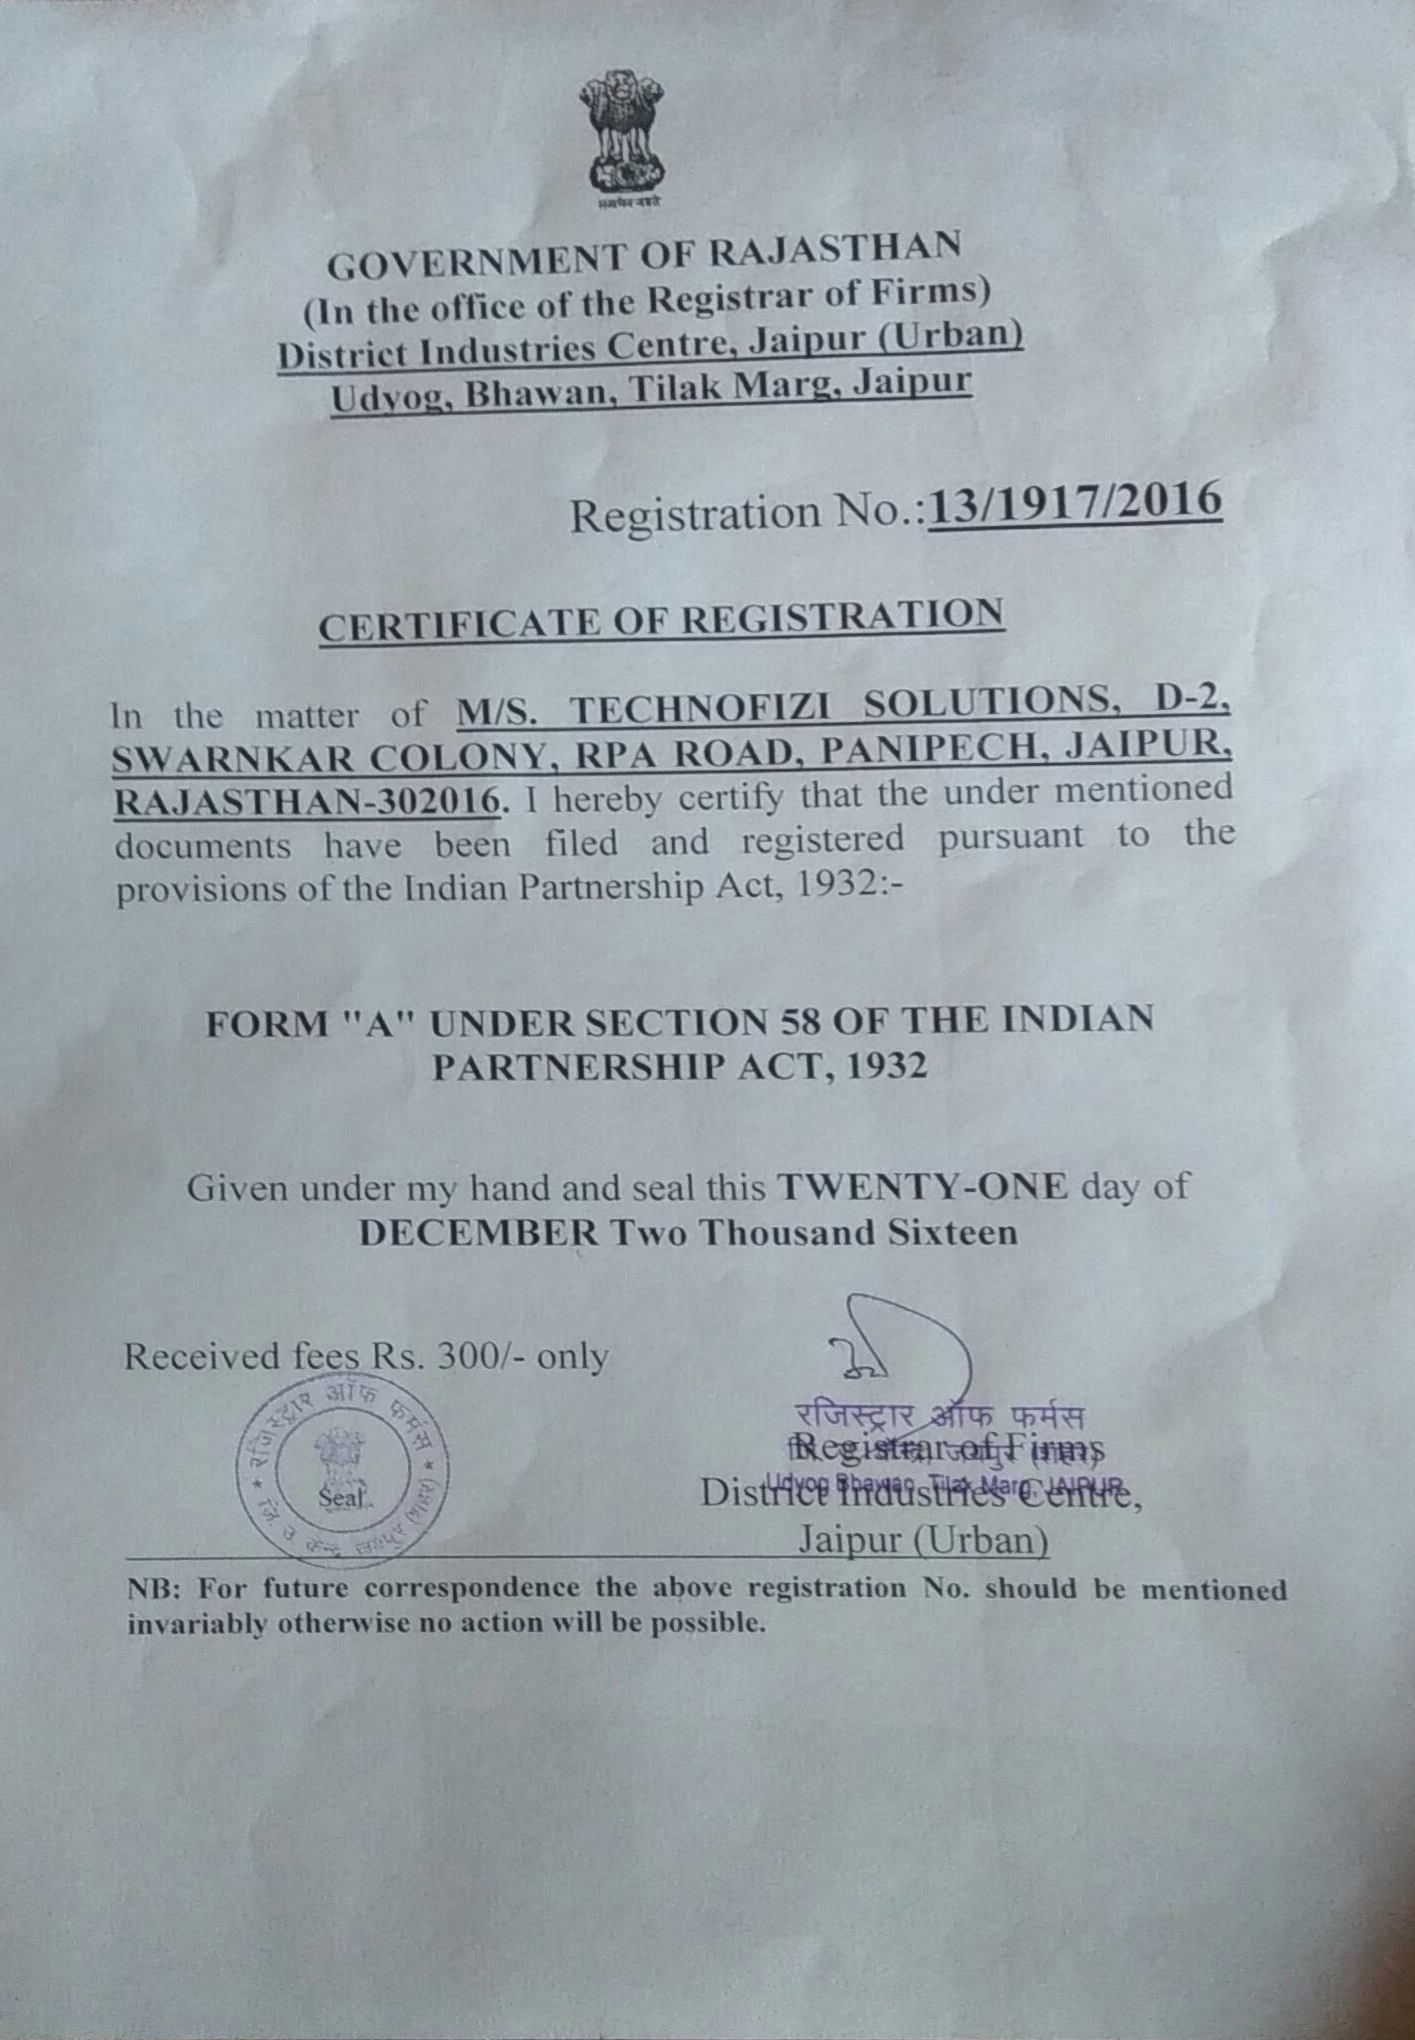 सत्यमेव जयते
GOVERNMENT OF RAJASTHAN
(In the office of the Registrar of Firms)
District Industries Centre, Jaipur (Urban)
Udyog, Bhawan, Tilak Marg, Jaipur
Registration No.:13/1917/2016
CERTIFICATE OF REGISTRATION
In the matter of M/S. TECHNOFIZI SOLUTIONS, D-2,
SWARNKAR COLONY, RPA ROAD, PANIPECH, JAIPUR,
RAJASTHAN-302016. I hereby certify that the under mentioned
documents have been filed and registered pursuant to the
provisions of the Indian Partnership Act, 1932:-
FORM "A" UNDER SECTION 58 OF THE INDIAN
PARTNERSHIP ACT, 1932
Given under my hand and seal this TWENTY-ONE day of
DECEMBER Two Thousand Sixteen
Received fees Rs. 300/- only
रजिस्ट्रार ऑफ फर्मस
जि उ केन्द्र जयपुर (शहर)
Seal
रजिस्ट्रार ऑफ फर्मस
Registrar of Firms
जयपुर (शहर)
Udyog Bhawan, Tilak Marg, JAIPUR
District Industries Centre,
Jaipur (Urban)
NB: For future correspondence the above registration No. should be mentioned
invariably otherwise no action will be possible.